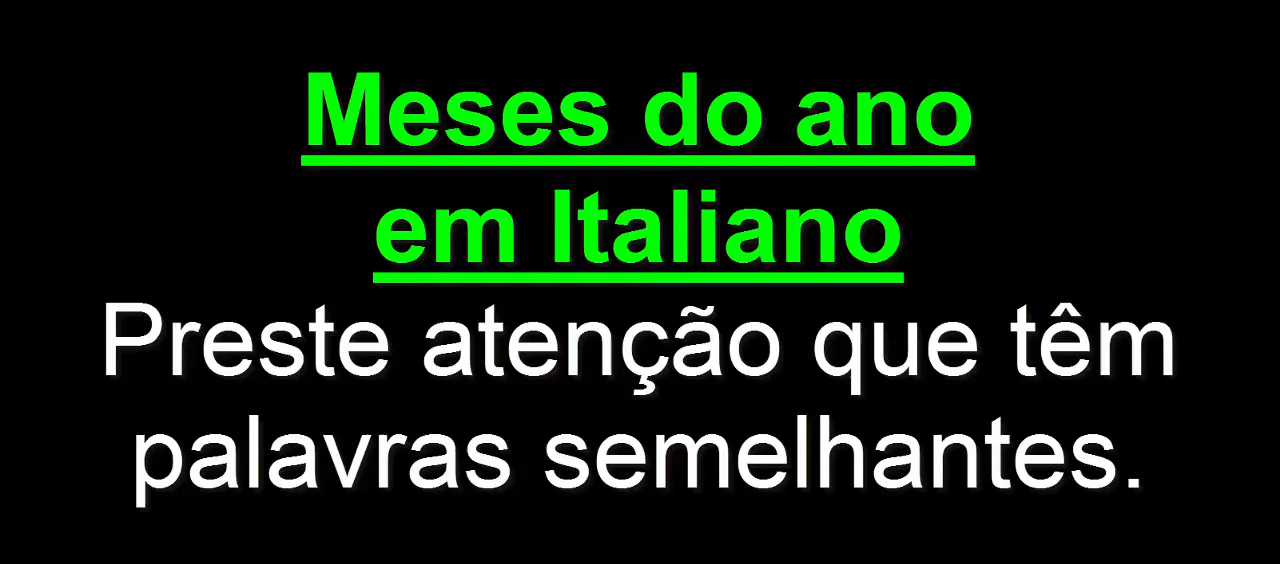 Meses do ano
em Italiano
Preste atenção que têm
palavras semelhantes.